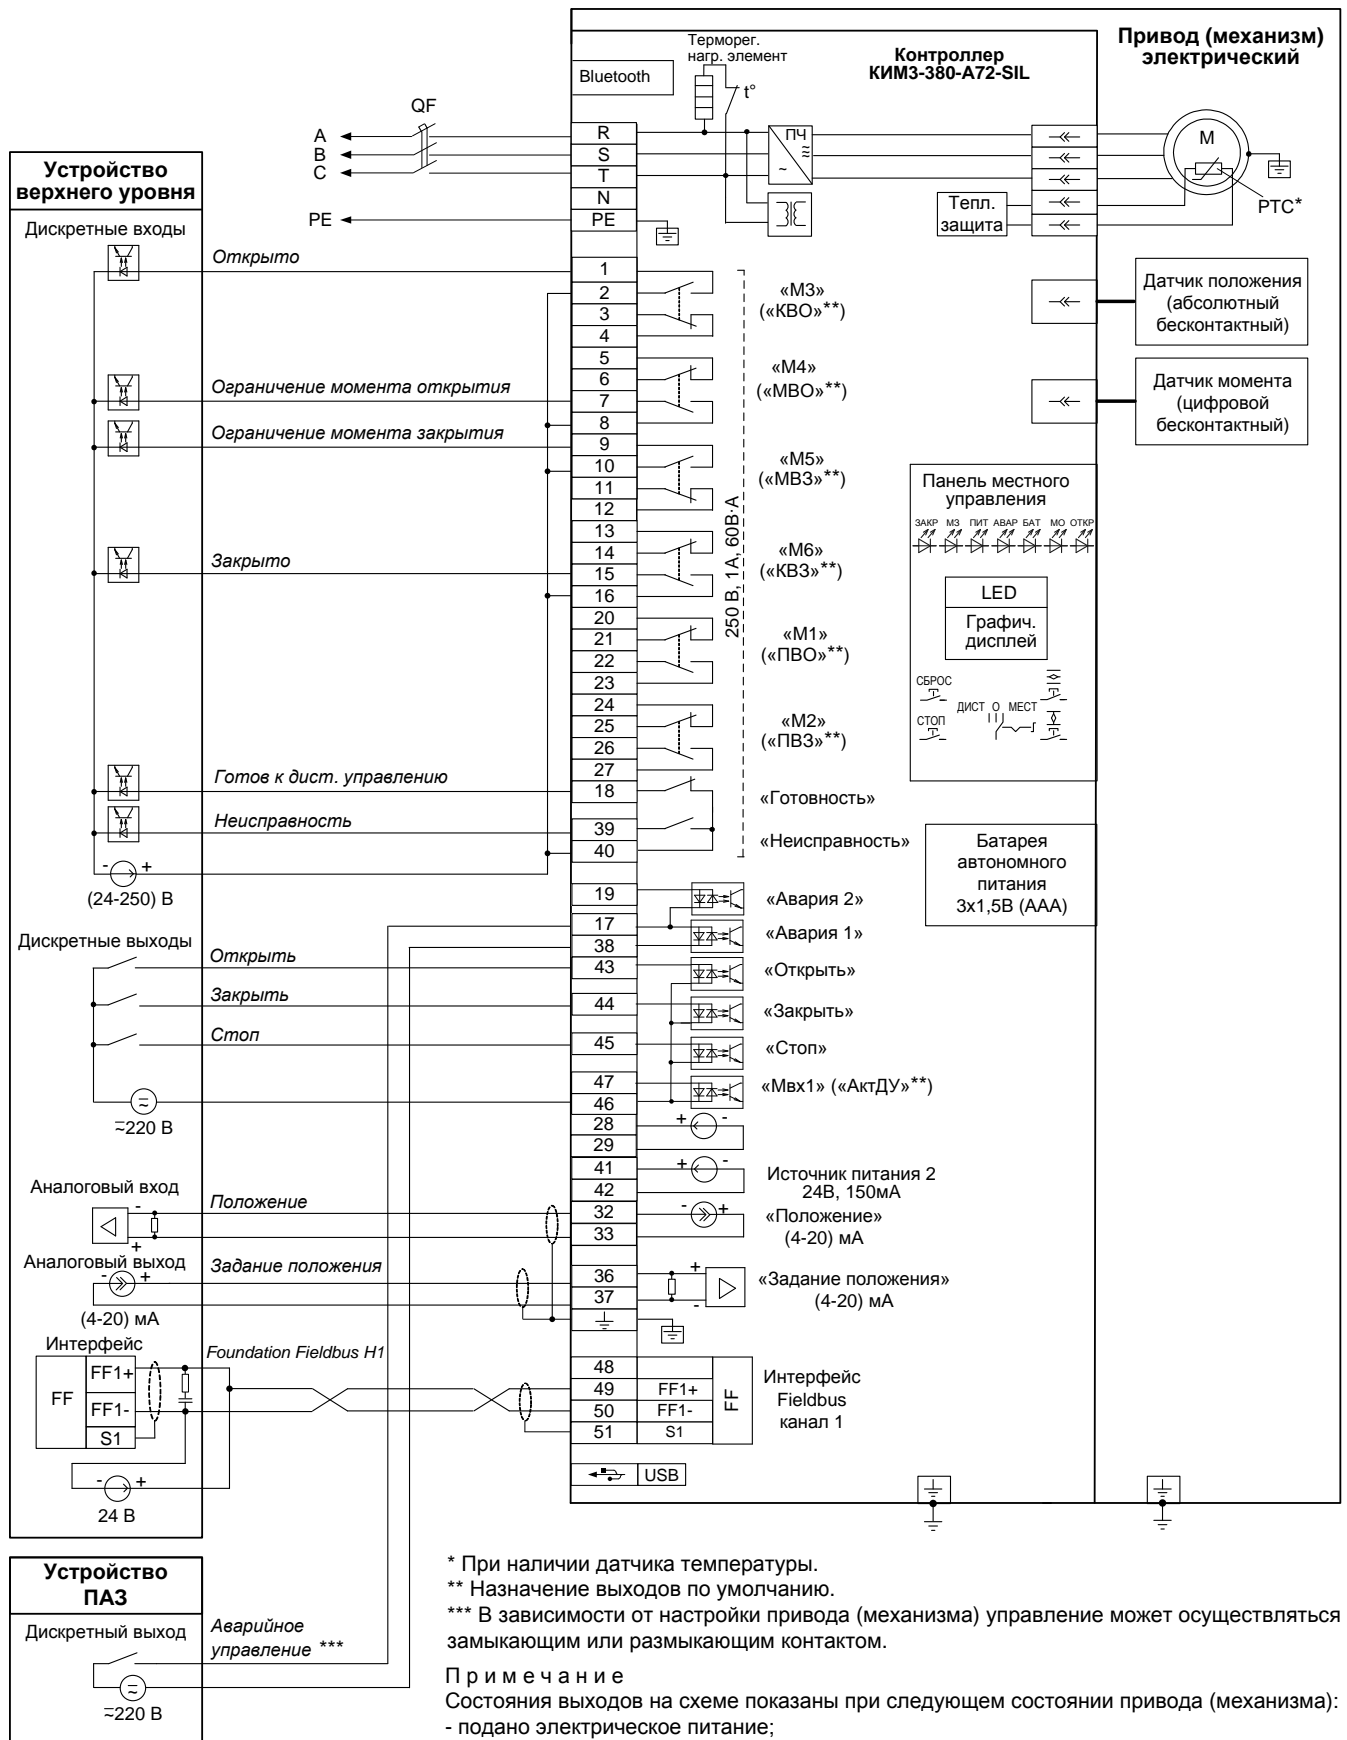 Привод (механизм)
электрический
Контроллер
КИМ3-380-А72-SIL
Терморег.
нагр. элемент
t°
Bluetooth
QF
A
B
C
PE
R
S
T
N
PE
ПЧ
≈
~
M
PTC*
Тепл.
защита
Устройство
верхнего уровня
Дискретные входы
Открыто
Ограничение момента открытия
Ограничение момента закрытия
Закрыто
Готов к дист. управлению
Неисправность
- +
(24-250) В
1
2
3
4
5
6
7
8
9
10
11
12
13
14
15
16
20
21
22
23
24
25
26
27
18
39
40
«М3»
(«КВО»**)
«М4»
(«МВО»**)
«М5»
(«МВЗ»**)
«М6»
(«КВЗ»**)
«М1»
(«ПВО»**)
«М2»
(«ПВЗ»**)
«Готовность»
«Неисправность»
250 В, 1А, 60В·А
Датчик положения
(абсолютный
бесконтактный)
Датчик момента
(цифровой
бесконтактный)
Панель местного
управления
ЗАКР МЗ ПИТ АВАР БАТ МО ОТКР
LED
Графич.
дисплей
СБРОС
СТОП
ДИСТ О МЕСТ
Батарея
автономного
питания
3х1,5В (ААА)
Дискретные выходы
Открыть
Закрыть
Стоп
≂220 В
19
17
38
43
44
45
47
46
28
29
41
42
32
33
36
37
«Авария 2»
«Авария 1»
«Открыть»
«Закрыть»
«Стоп»
«Мвх1» («АктДУ»**)
+ -
+ -
Источник питания 2
24В, 150мА
- +
«Положение»
(4-20) мА
+
-
«Задание положения»
(4-20) мА
Аналоговый вход
-
+
Положение
Аналоговый выход
- +
Задание положения
(4-20) мА
Интерфейс
FF
FF1+
FF1-
S1
Foundation Fieldbus H1
- +
24 В
48
49 FF1+
50 FF1-
51 S1
FF
Интерфейс
Fieldbus
канал 1
USB
Устройство
ПАЗ
Дискретный выход
Аварийное
управление ***
≂220 В
* При наличии датчика температуры.
** Назначение выходов по умолчанию.
*** В зависимости от настройки привода (механизма) управление может осуществляться
замыкающим или размыкающим контактом.
П р и м е ч а н и е
Состояния выходов на схеме показаны при следующем состоянии привода (механизма):
- подано электрическое питание;